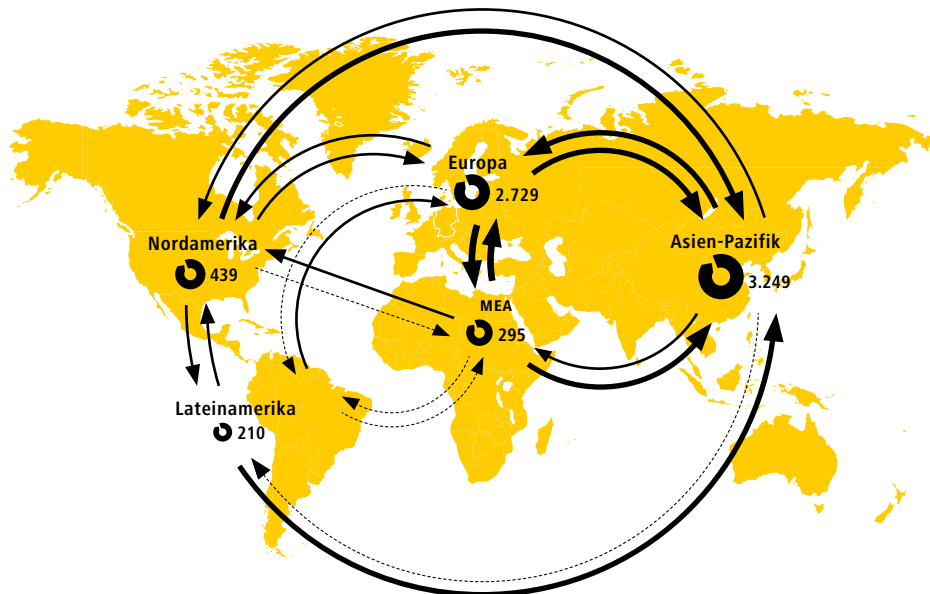 Europa
2.729
Nordamerika
439
Asien-Pazifik
3.249
MEA
295
Lateinamerika
210